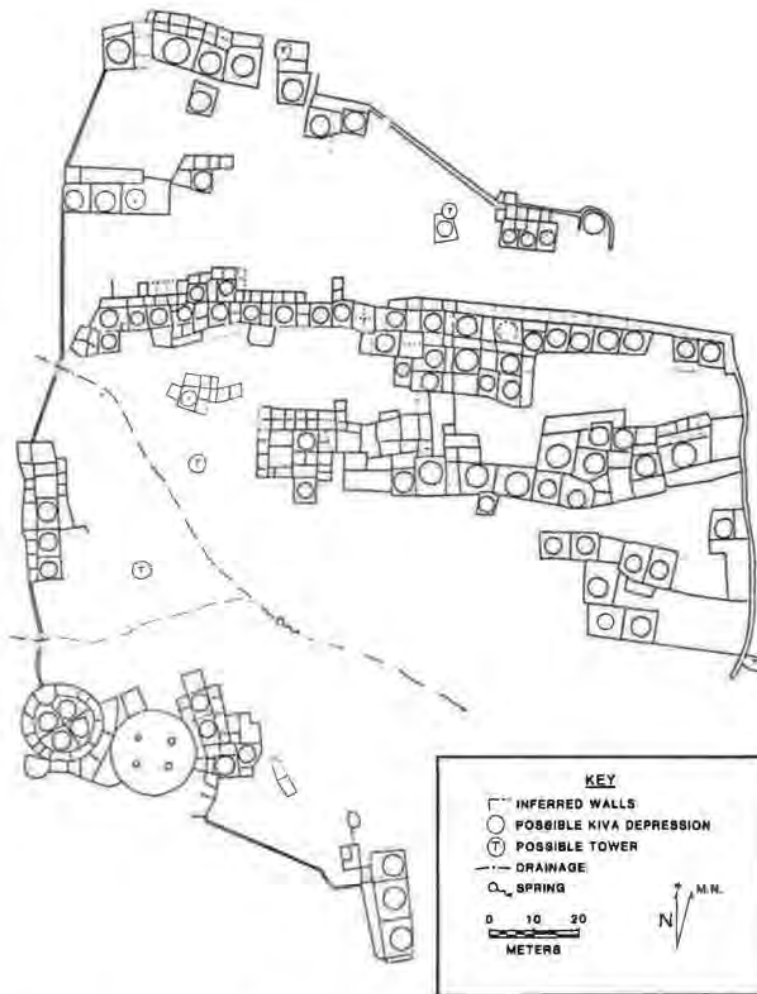 T
T
T
T
T
KEY
INFERRED WALLS
POSSIBLE KIVA DEPRESSION
T POSSIBLE TOWER
DRAINAGE
SPRING
N M.N.
0 10 20
METERS